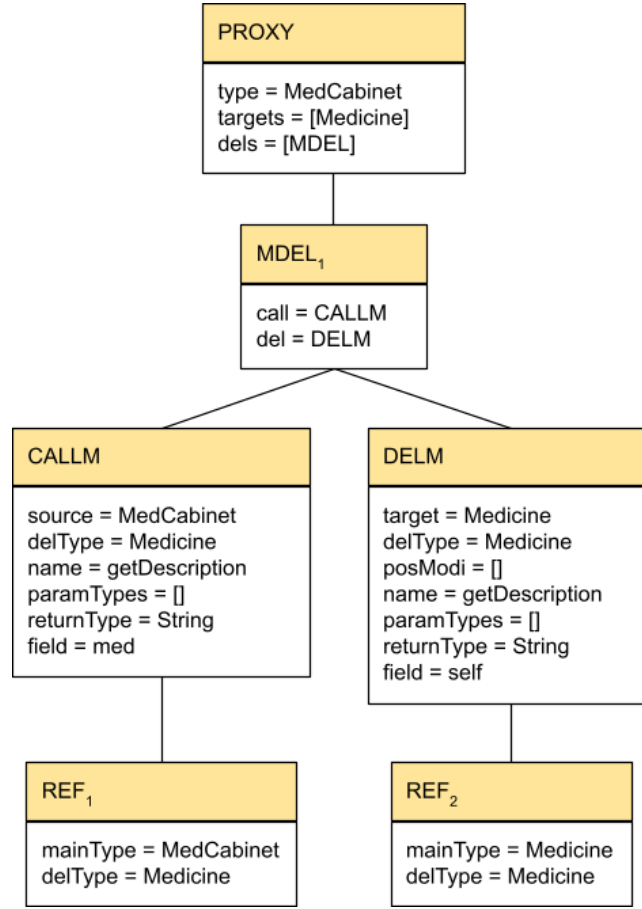 PROXY
type = MedCabinet
targets = [Medicine]
dels = [MDEL]
MDEL₁
call = CALLM
del = DELM
CALLM
source = MedCabinet
delType = Medicine
name = getDescription
paramTypes = []
returnType = String
field = med
DELM
target = Medicine
delType = Medicine
posModi = []
name = getDescription
paramTypes = []
returnType = String
field = self
REF₁
mainType = MedCabinet
delType = Medicine
REF₂
mainType = Medicine
delType = Medicine